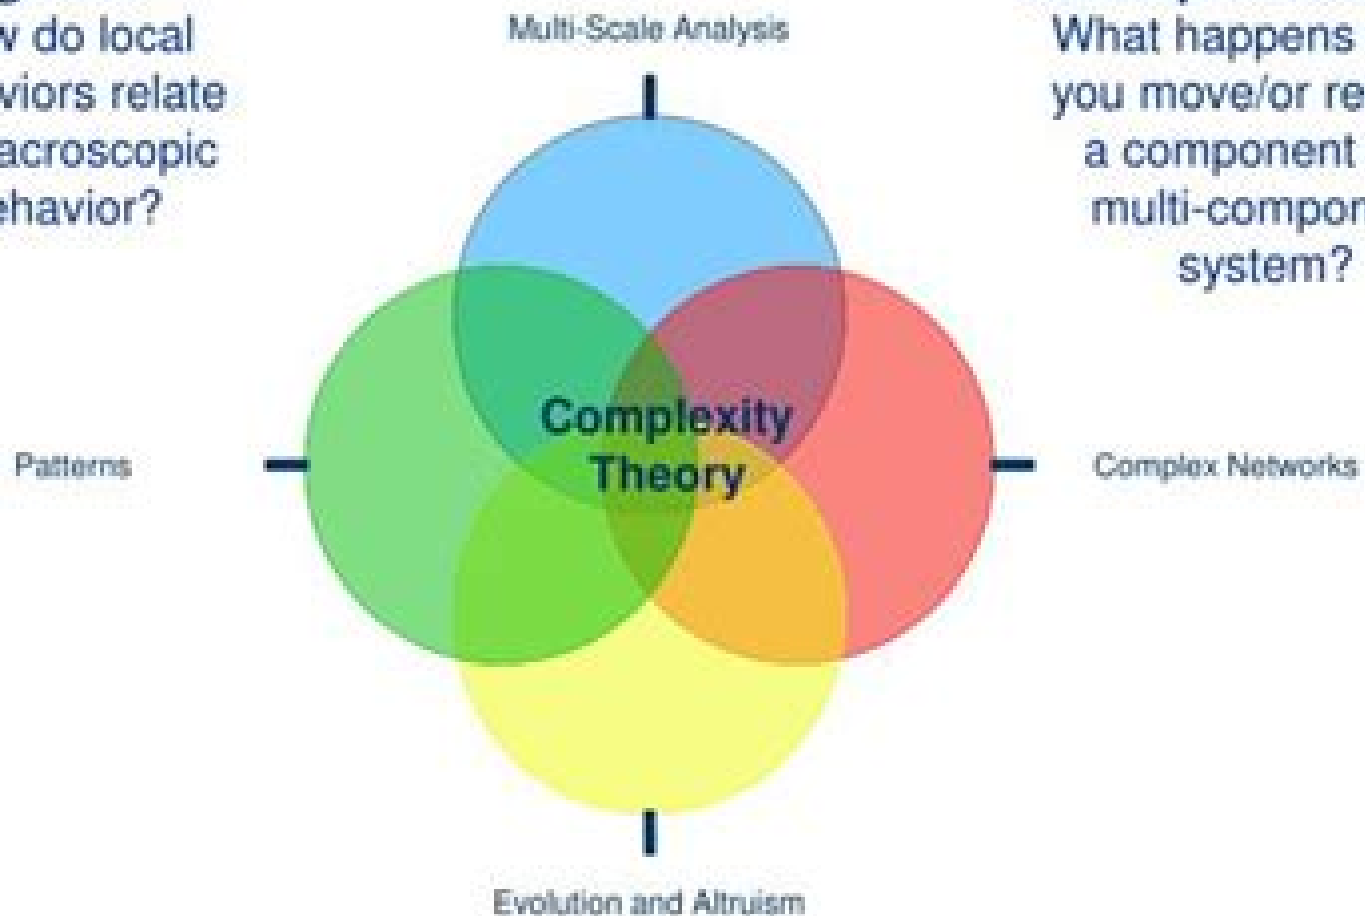 w do local
viors relate
acroscopic
ehavior?
Multi-Scale Analysis
What happens
you move/or re
a component
multi-compon
system?
Complexity
Theory
Patterns
Complex Networks
Evolution and Altruism